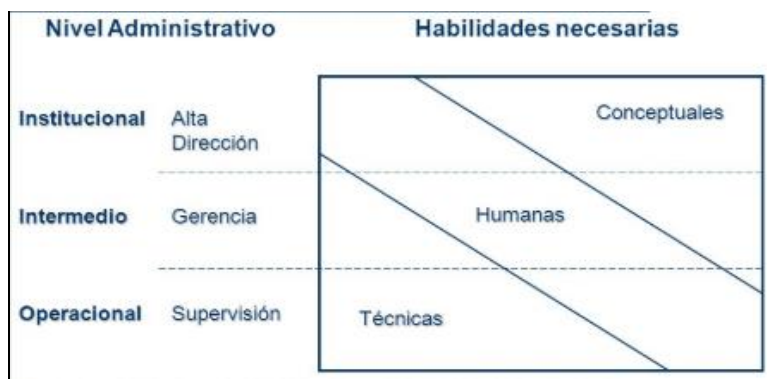 Nivel Administrativo Habilidades necesarias
Conceptuales
Institucional Alta
Dirección
Intermedio Gerencia Humanas
Operacional Supervisión Técnicas